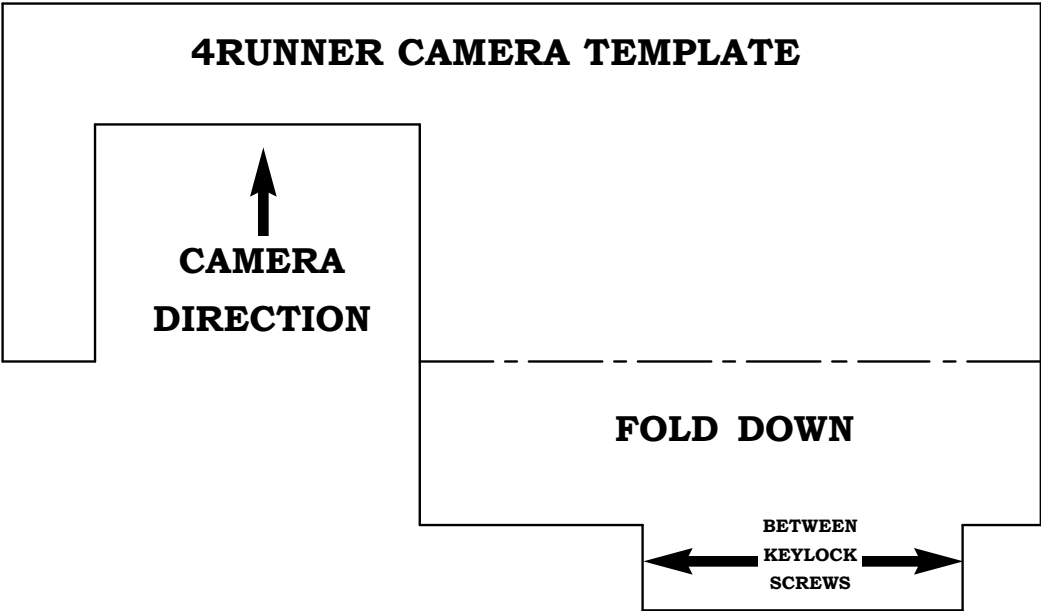 4RUNNER CAMERA TEMPLATE
CAMERA
DIRECTION
FOLD DOWN
BETWEEN
KEYLOCK
SCREWS